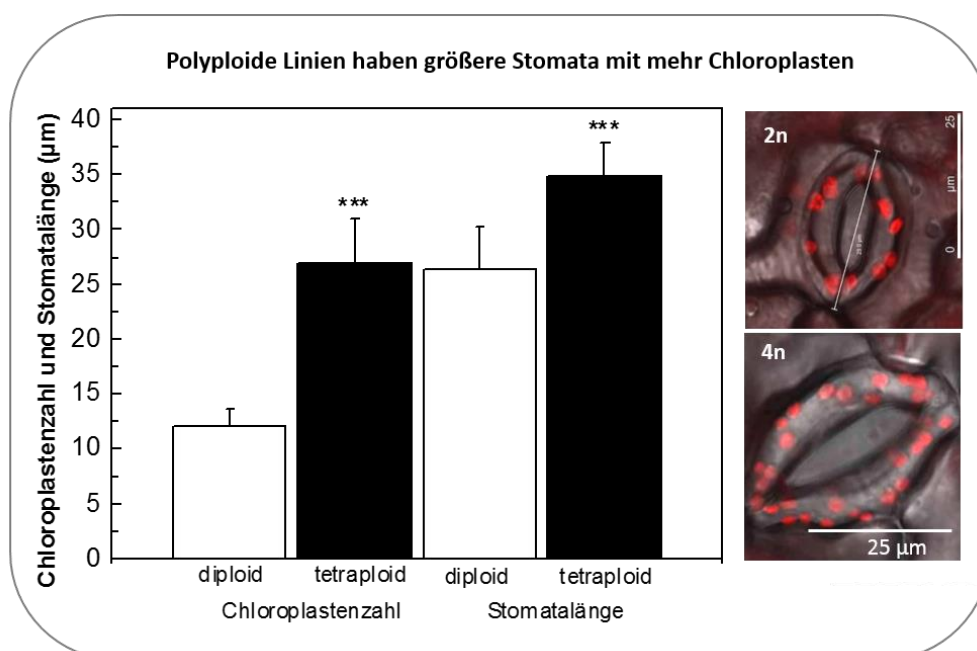 Polyploide Linien haben größere Stomata mit mehr Chloroplasten
Chloroplastenzahl und Stomatalänge (µm)
40
35
30
25
20
15
10
5
0
***
***
diploid tetraploid diploid tetraploid
Chloroplastenzahl Stomatalänge
2n
25
µm
0
4n
25 µm